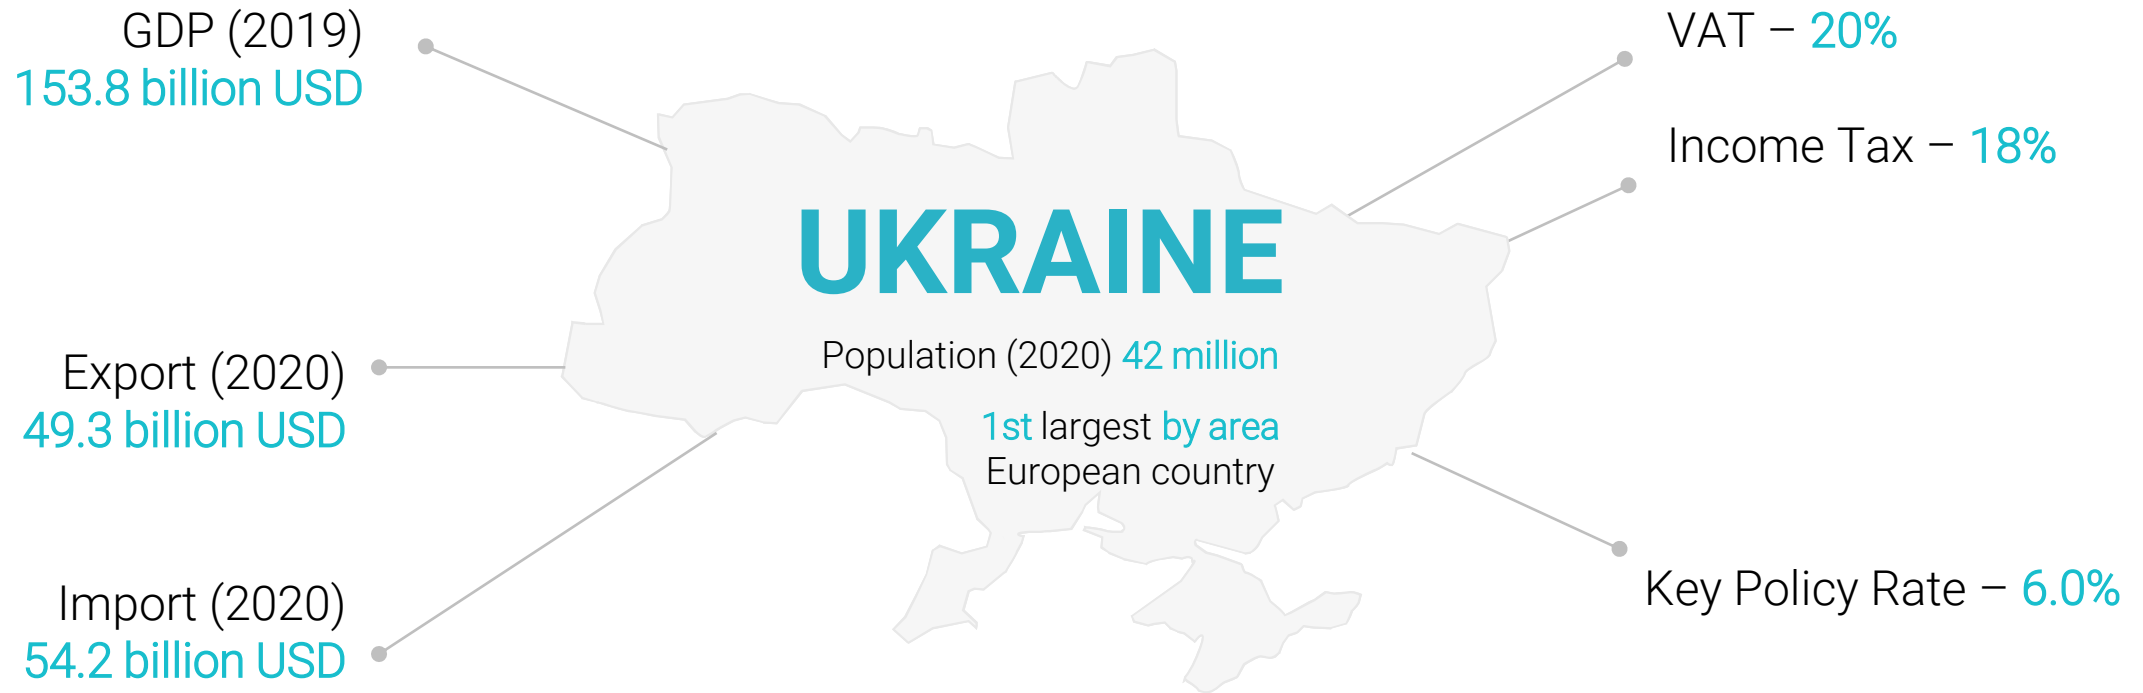 GDP (2019)
153.8 billion USD
Export (2020)
49.3 billion USD
Import (2020)
54.2 billion USD
UKRAINE
Population (2020) 42 million
1st largest by area
European country
VAT – 20%
Income Tax – 18%
Key Policy Rate – 6.0%